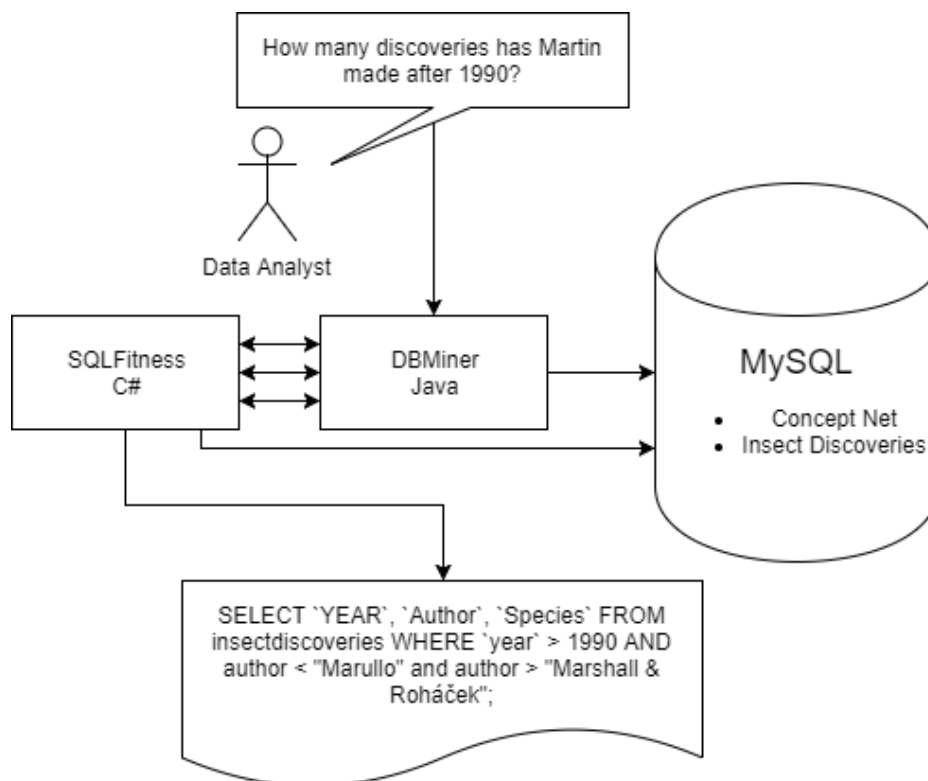 How many discoveries has Martin
made after 1990?
Data Analyst
SQLFitness
C#
DBMiner
Java
MySQL
• Concept Net
• Insect Discoveries
SELECT `YEAR`, `Author`, `Species` FROM
insectdiscoveries WHERE `year` > 1990 AND
author < "Marullo" and author > "Marshall &
Roháček";